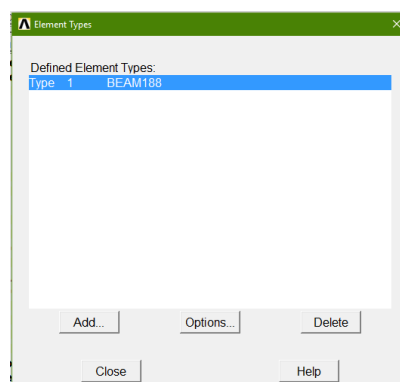 Element Types
Defined Element Types:
Type 1 BEAM188
Add... Options... Delete
Close Help